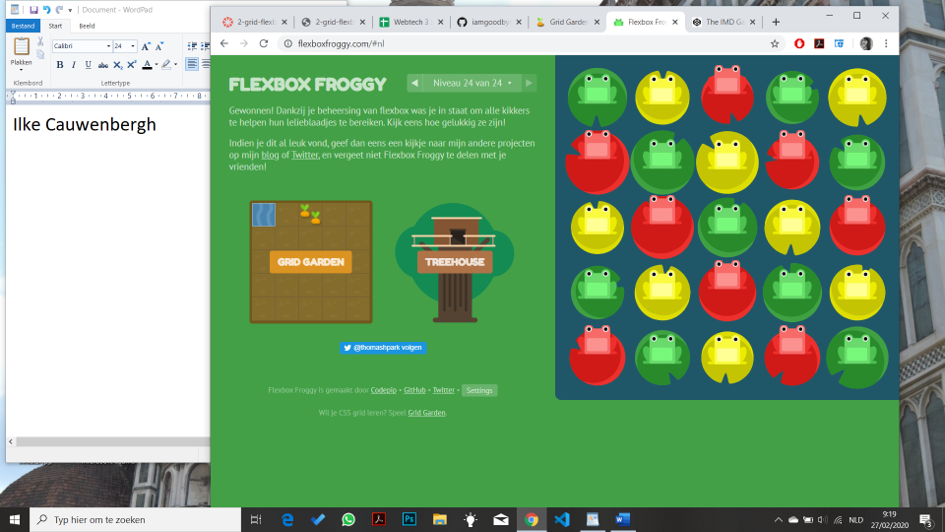 Document - WordPad
Bestand
Start
Beeld
Plakken
Klembord
Calibri
24
Lettertype
Ilke Cauwenbergh
2-grid-flexb
2-grid-flexb
Webtech 3
iamgoodby
Grid Garden
Flexbox Fro
The IMD G
flexboxfroggy.com/#nl
FLEXBOX FROGGY
Niveau 24 van 24
Gewonnen! Dankzij je beheersing van flexbox was je in staat om alle kikkers
te helpen hun lelieblaadjes te bereiken. Kijk eens hoe gelukkig ze zijn!
Indien je dit al leuk vond, geef dan eens een kijkje naar mijn andere projecten
op mijn blog of Twitter, en vergeet niet Flexbox Froggy te delen met je
vrienden!
GRID GARDEN
TREEHOUSE
@thomashpark volgen
Flexbox Froggy is gemaakt door Codepip • GitHub • Twitter • Settings
Wil je CSS grid leren? Speel Grid Garden.
Typ hier om te zoeken
NLD
9:19
27/02/2020
3